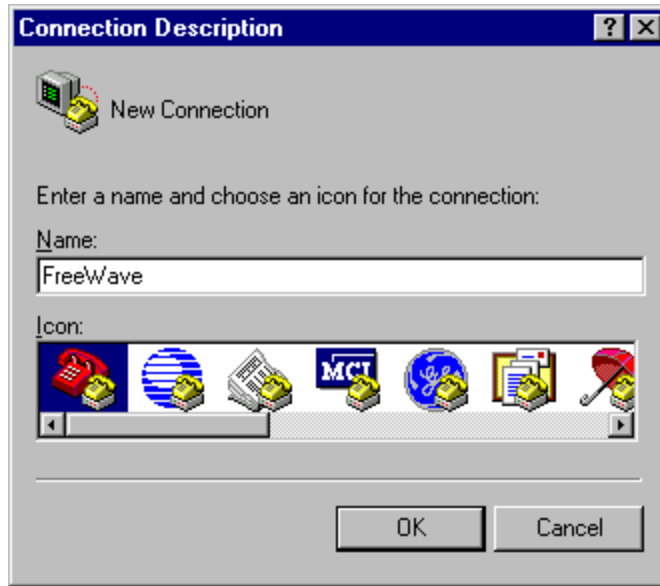 Connection Description
New Connection
Enter a name and choose an icon for the connection:
Name:
FreeWave
Icon:
MCI
OK Cancel